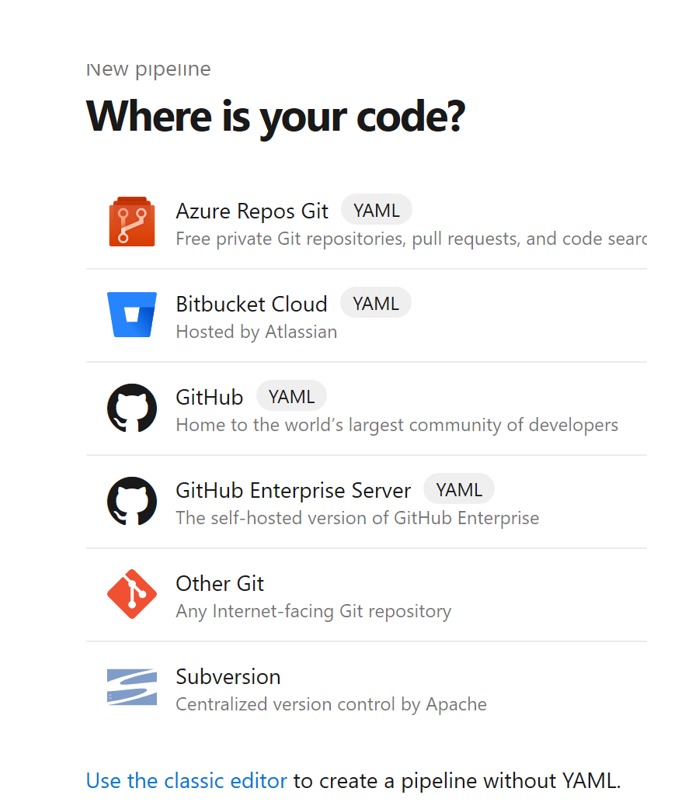 New pipeline
Where is your code?
Azure Repos Git YAML
Free private Git repositories, pull requests, and code searc
Bitbucket Cloud YAML
Hosted by Atlassian
GitHub YAML
Home to the world’s largest community of developers
GitHub Enterprise Server YAML
The self-hosted version of GitHub Enterprise
Other Git
Any Internet-facing Git repository
Subversion
Centralized version control by Apache
Use the classic editor to create a pipeline without YAML.